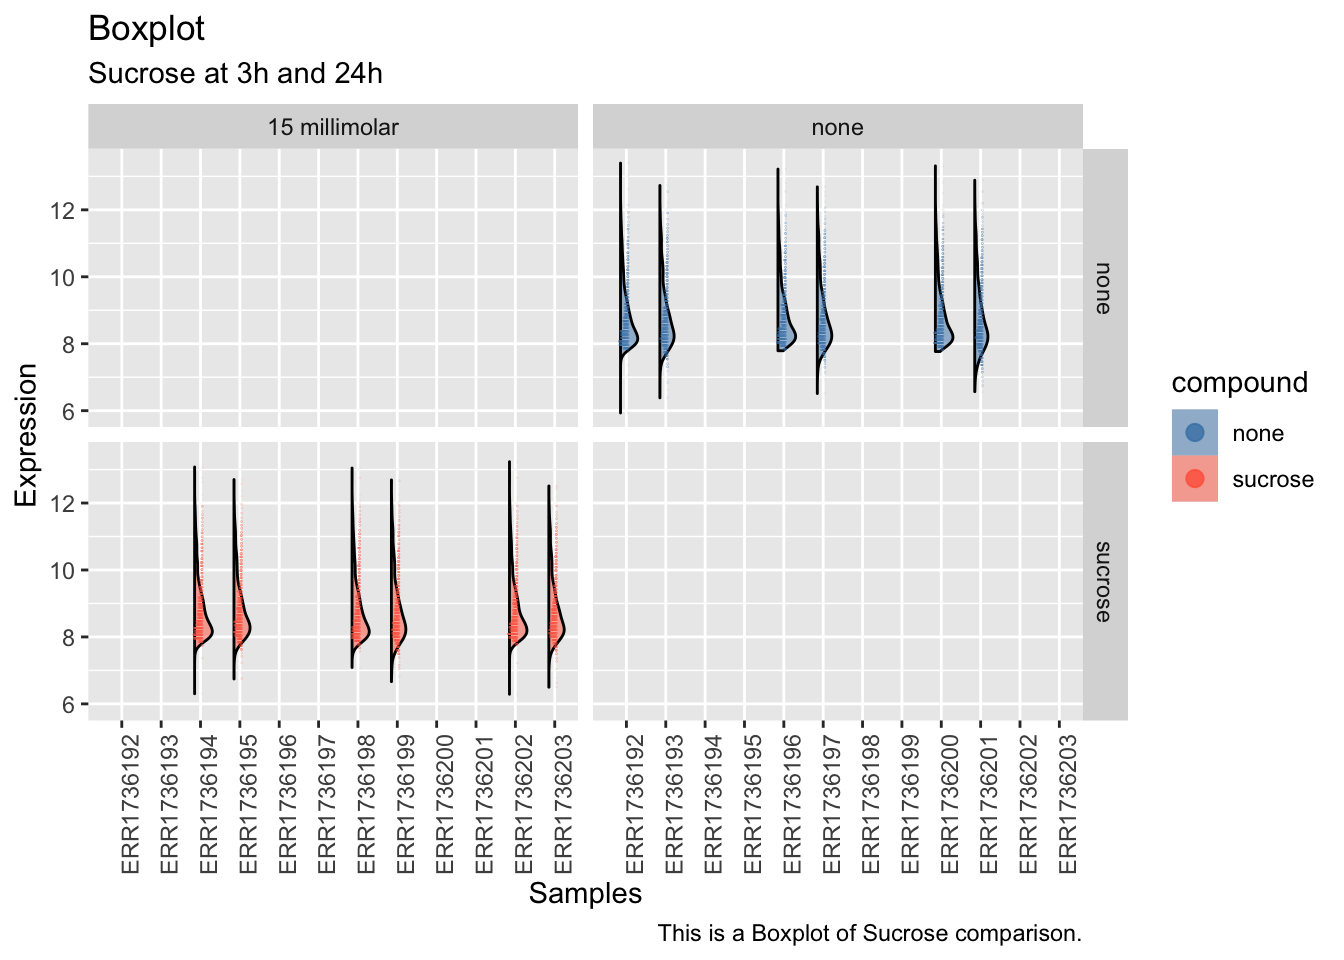 Boxplot
Sucrose at 3h and 24h
15 millimolar
none
12
10
8
6
none
12
10
8
6
sucrose
Expression
ERR1736192
ERR1736193
ERR1736194
ERR1736195
ERR1736196
ERR1736197
ERR1736198
ERR1736199
ERR1736200
ERR1736201
ERR1736202
ERR1736203
ERR1736192
ERR1736193
ERR1736194
ERR1736195
ERR1736196
ERR1736197
ERR1736198
ERR1736199
ERR1736200
ERR1736201
ERR1736202
ERR1736203
Samples
compound
none
sucrose
This is a Boxplot of Sucrose comparison.